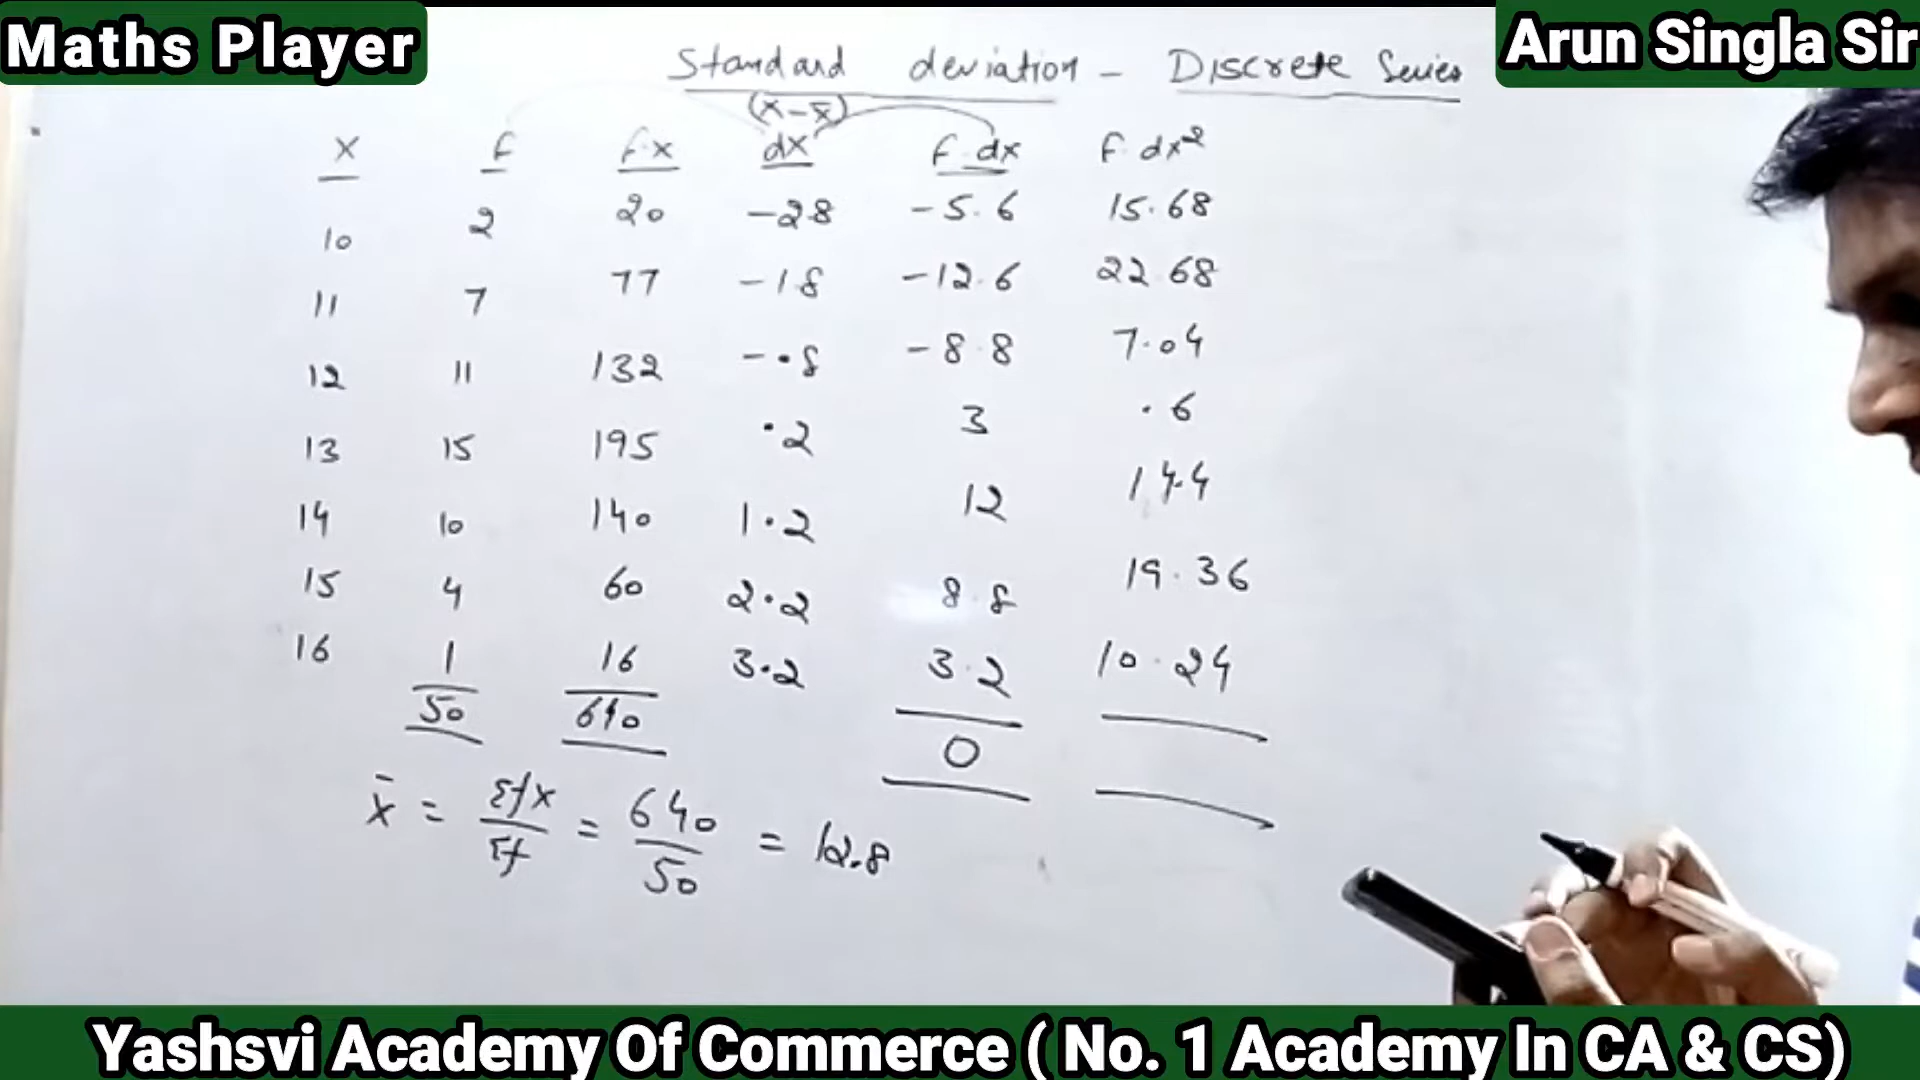 Maths Player
Arun Singla Sir
Standard deviation - Discrete Series
(x-x̄)
x f f.x dx f.dx f.dx²
10 2 20 -2.8 -5.6 15.68
11 7 77 -1.8 -12.6 22.68
12 11 132 -.8 -8.8 7.04
13 15 195 .2 3 .6
14 10 140 1.2 12 14.4
15 4 60 2.2 8.8 19.36
16 1 16 3.2 3.2 10.24
50 640 0
x̄ = Σfx/Σf = 640/50 = 12.8
Yashsvi Academy Of Commerce ( No. 1 Academy In CA & CS)